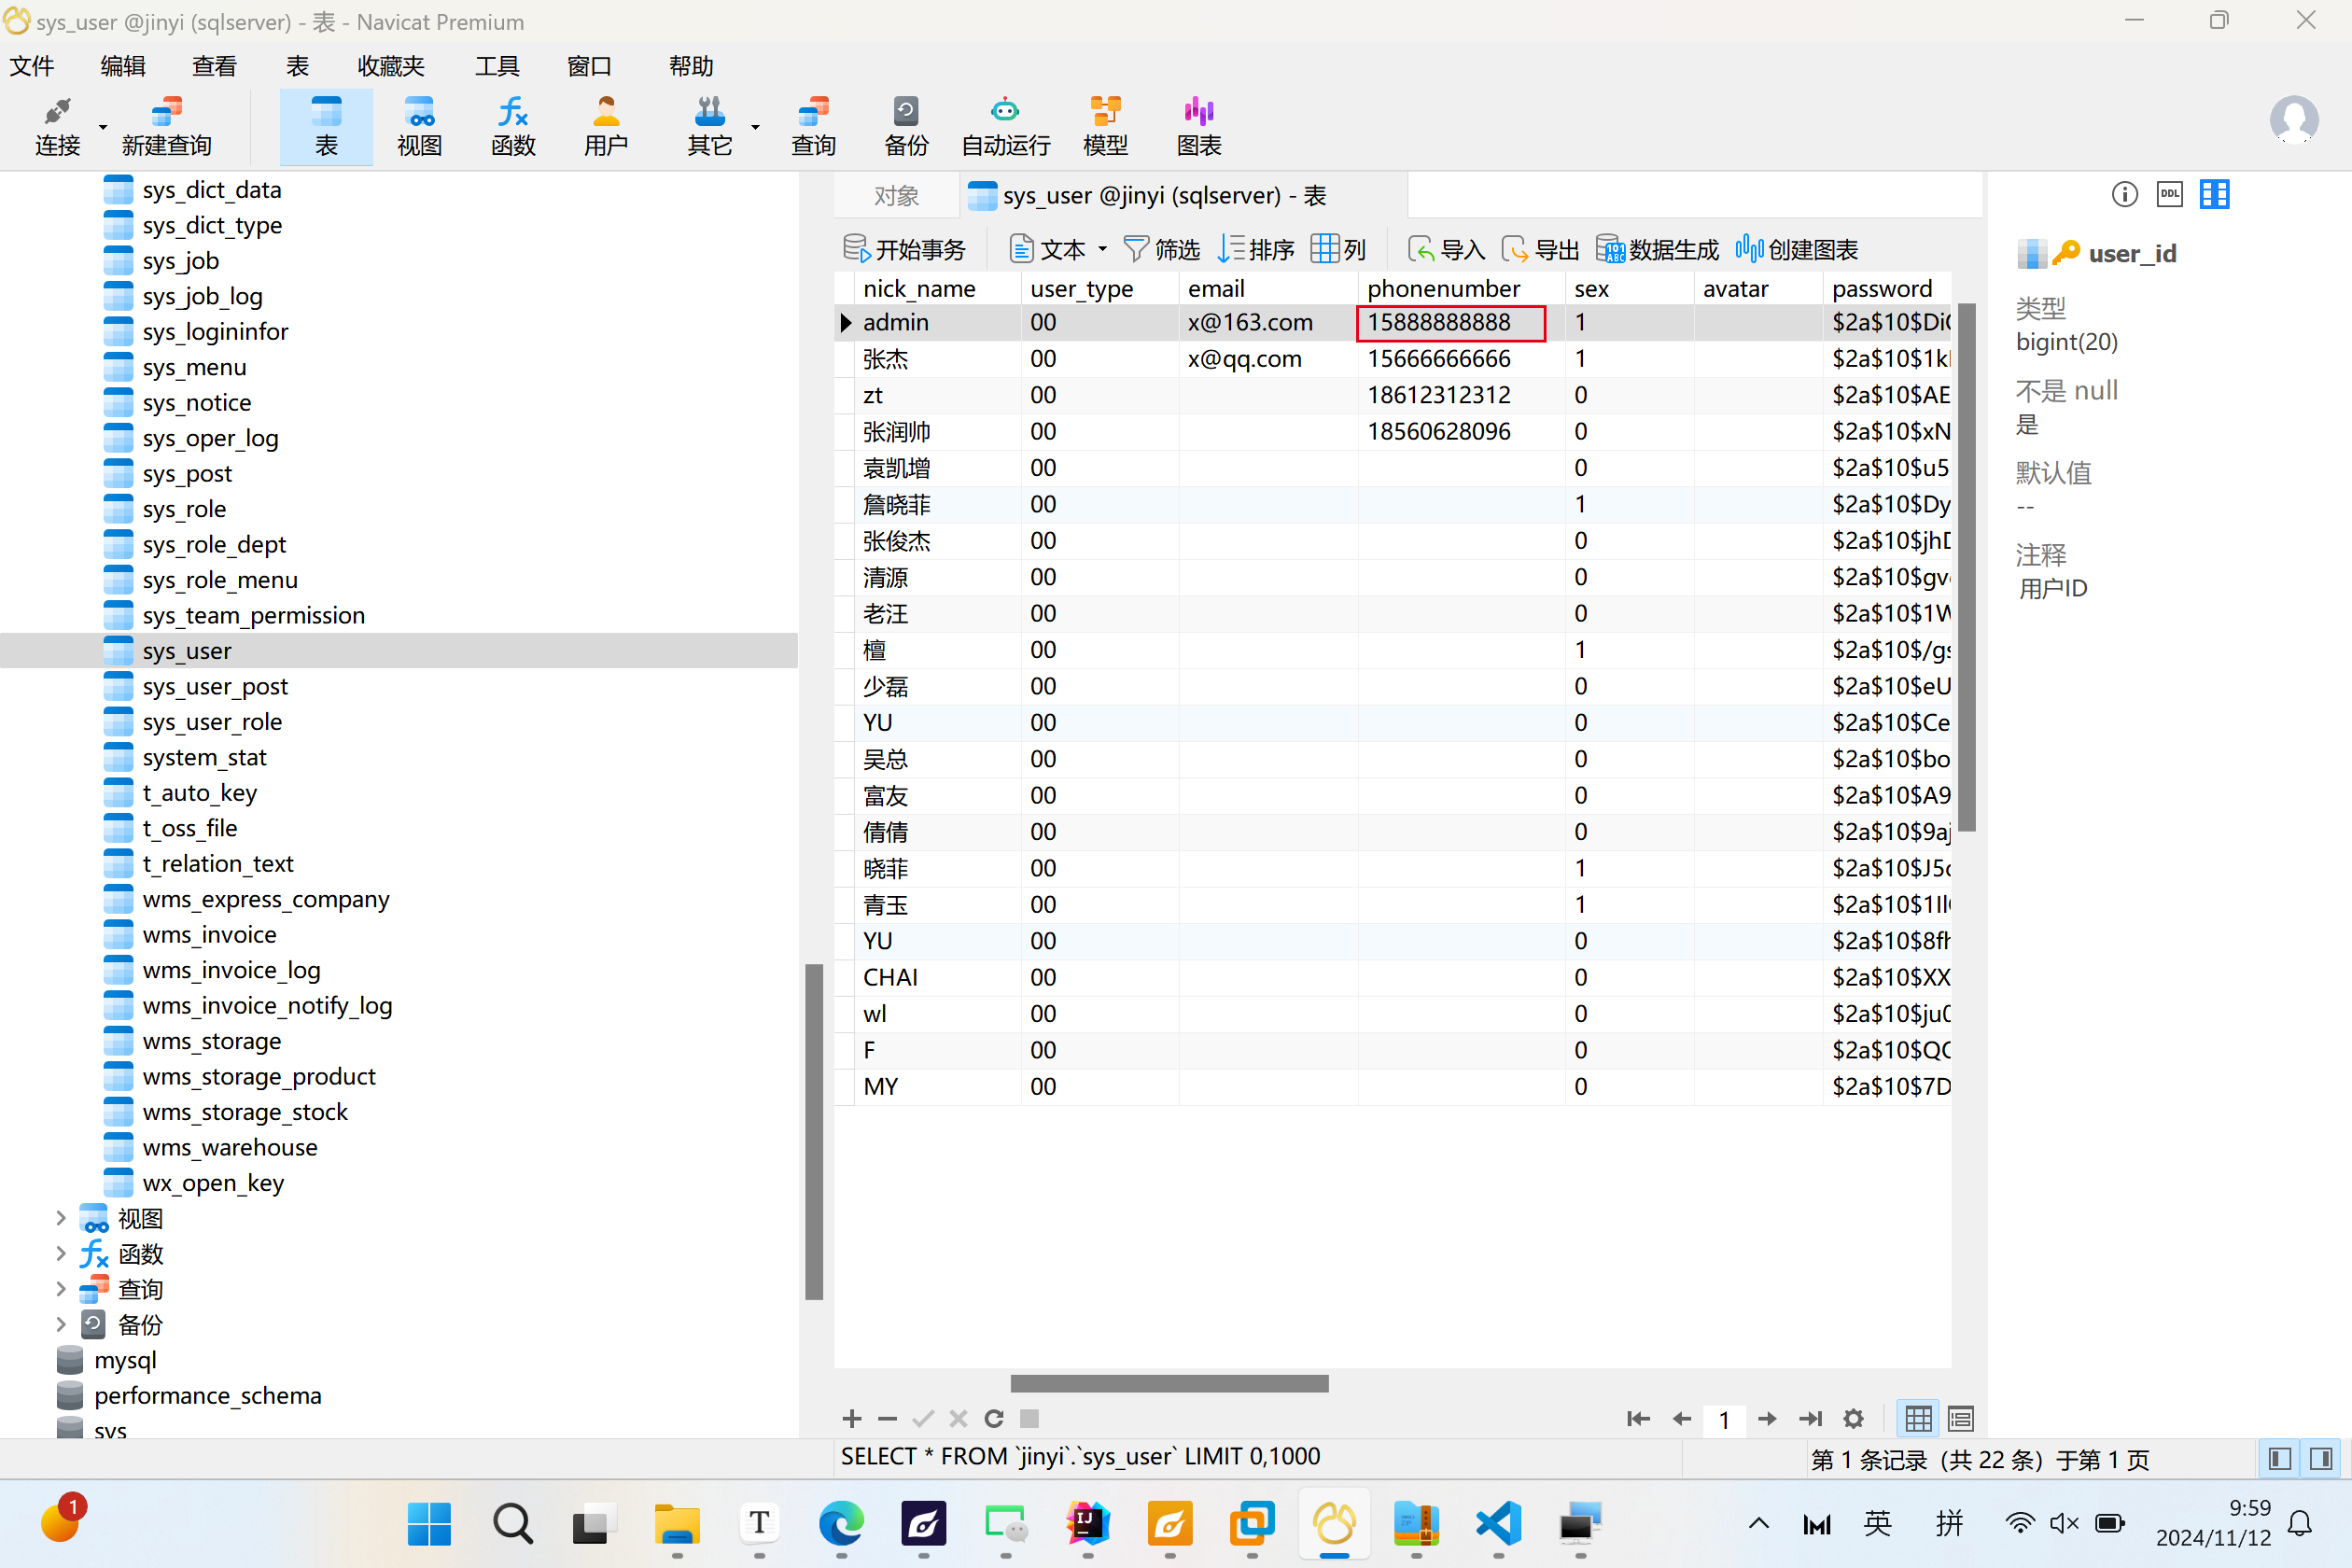 sys_user @jinyi (sqlserver) - 表 - Navicat Premium
文件 编辑 查看 表 收藏夹 工具 窗口 帮助
连接 新建查询 表 视图 函数 用户 其它 查询 备份 自动运行 模型 图表
sys_dict_data
sys_dict_type
sys_job
sys_job_log
sys_logininfor
sys_menu
sys_notice
sys_oper_log
sys_post
sys_role
sys_role_dept
sys_role_menu
sys_team_permission
sys_user
sys_user_post
sys_user_role
system_stat
t_auto_key
t_oss_file
t_relation_text
wms_express_company
wms_invoice
wms_invoice_log
wms_invoice_notify_log
wms_storage
wms_storage_product
wms_storage_stock
wms_warehouse
wx_open_key
视图
函数
查询
备份
mysql
performance_schema
sys
对象 sys_user @jinyi (sqlserver) - 表
开始事务 文本 筛选 排序 列 导入 导出 数据生成 创建图表
nick_name user_type email phonenumber sex avatar password
admin 00 x@163.com 15888888888 1 $2a$10$Di
张杰 00 x@qq.com 15666666666 1 $2a$10$1k
zt 00 18612312312 0 $2a$10$AE
张润帅 00 18560628096 0 $2a$10$xN
袁凯增 00 0 $2a$10$u5
詹晓菲 00 1 $2a$10$Dy
张俊杰 00 0 $2a$10$jh
清源 00 0 $2a$10$gv
老汪 00 0 $2a$10$1W
檀 00 1 $2a$10$/gs
少磊 00 0 $2a$10$eU
YU 00 0 $2a$10$Ce
吴总 00 0 $2a$10$bo
富友 00 0 $2a$10$A9
倩倩 00 0 $2a$10$9aj
晓菲 00 1 $2a$10$J5
青玉 00 1 $2a$10$1Il
YU 00 0 $2a$10$8fh
CHAI 00 0 $2a$10$XX
wl 00 0 $2a$10$ju
F 00 0 $2a$10$QC
MY 00 0 $2a$10$7D
DDL
user_id
类型
bigint(20)
不是 null
是
默认值
--
注释
用户ID
1
SELECT * FROM `jinyi`.`sys_user` LIMIT 0,1000
第 1 条记录 (共 22 条) 于第 1 页
1
T
IJ
英 拼
9:59
2024/11/12